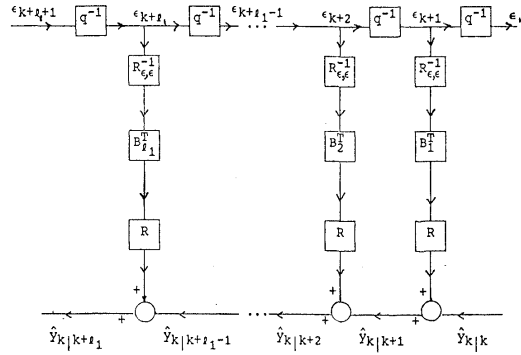 ϵ_{k+ℓ_1+1} q^{-1} ϵ_{k+ℓ_1} q^{-1} ϵ_{k+ℓ_1-1} ... ϵ_{k+2} q^{-1} ϵ_{k+1} q^{-1}
R^{-1}_{ϵ,ϵ} R^{-1}_{ϵ,ϵ} R^{-1}_{ϵ,ϵ}
B^T_{ℓ_1} B^T_2 B^T_1
R R R
+ + +
+ ... + +
Ŷ_{k|k+ℓ_1} Ŷ_{k|k+ℓ_1-1} Ŷ_{k|k+2} Ŷ_{k|k+1} Ŷ_{k|k}